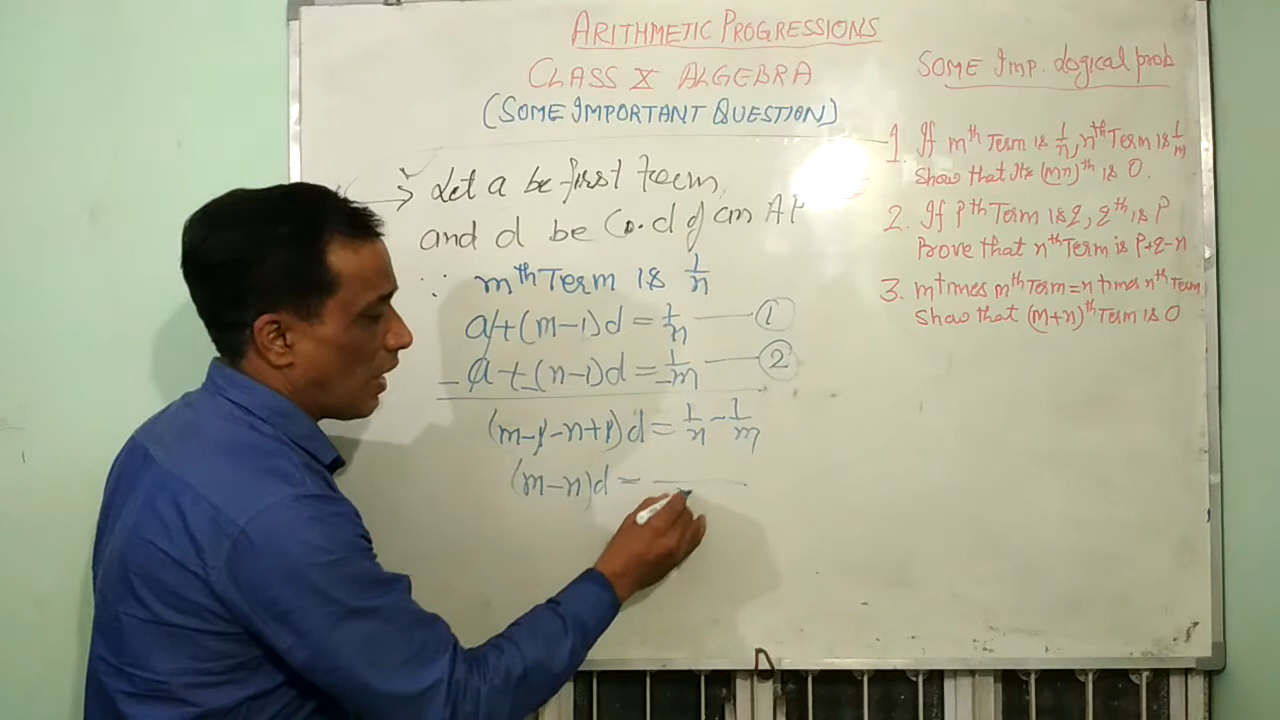 ARITHMETIC PROGRESSIONS
CLASS X ALGEBRA
(SOME IMPORTANT QUESTION)
Let a be first term
and d be Co.d of an AP
∵ mth Term is 1/n
a+(m-1)d = 1/n — ①
a+(n-1)d = 1/m — ②
(m-1-n+1)d = 1/n - 1/m
(m-n)d =
SOME Imp. logical prob
1. If mth Term is 1/n, nth Term is 1/m
Show that its (mn)th is 0.
2. If pth Term is q, qth is p
Prove that nth Term is p+q-n
3. m times mth Term = n times nth Term
Show that (m+n)th Term is 0